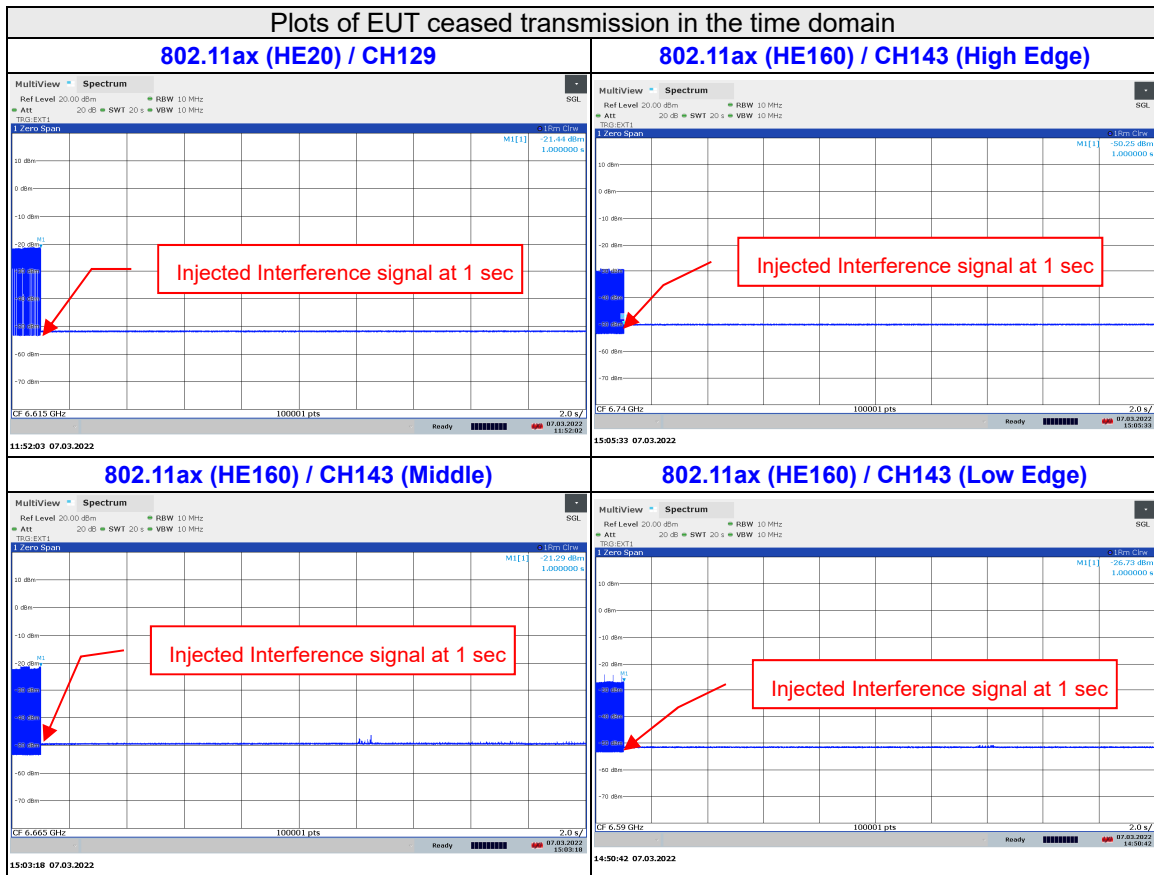 Plots of EUT ceased transmission in the time domain
802.11ax (HE20) / CH129
MultiView Spectrum
Ref Level 20.00 dBm RBW 10 MHz
SGL
Att 20 dB SWT 20 s VBW 10 MHz
TRG:EXT1
1 Zero Span 1Rm Clrw
M1[1] -21.44 dBm
1.000000 s
10 dBm
0 dBm
-10 dBm
M1
-20 dBm
Injected Interference signal at 1 sec
-60 dBm
-70 dBm
CF 6.615 GHz 100001 pts 2.0 s/
Ready 07.03.2022
11:52:02
11:52:03 07.03.2022
802.11ax (HE160) / CH143 (High Edge)
MultiView Spectrum
Ref Level 20.00 dBm RBW 10 MHz
SGL
Att 20 dB SWT 20 s VBW 10 MHz
TRG:EXT1
1 Zero Span 1Rm Clrw
M1[1] -50.25 dBm
1.000000 s
10 dBm
0 dBm
-10 dBm
-20 dBm
Injected Interference signal at 1 sec
-60 dBm
-70 dBm
CF 6.74 GHz 100001 pts 2.0 s/
Ready 07.03.2022
15:05:33
15:05:33 07.03.2022
802.11ax (HE160) / CH143 (Middle)
MultiView Spectrum
Ref Level 20.00 dBm RBW 10 MHz
SGL
Att 20 dB SWT 20 s VBW 10 MHz
TRG:EXT1
1 Zero Span 1Rm Clrw
M1[1] -21.29 dBm
1.000000 s
10 dBm
0 dBm
-10 dBm
M1
-20 dBm
Injected Interference signal at 1 sec
-60 dBm
-70 dBm
CF 6.665 GHz 100001 pts 2.0 s/
Ready 07.03.2022
15:03:18
15:03:18 07.03.2022
802.11ax (HE160) / CH143 (Low Edge)
MultiView Spectrum
Ref Level 20.00 dBm RBW 10 MHz
SGL
Att 20 dB SWT 20 s VBW 10 MHz
TRG:EXT1
1 Zero Span 1Rm Clrw
M1[1] -26.73 dBm
1.000000 s
10 dBm
0 dBm
-10 dBm
-20 dBm
M1
Injected Interference signal at 1 sec
-60 dBm
-70 dBm
CF 6.59 GHz 100001 pts 2.0 s/
Ready 07.03.2022
14:50:42
14:50:42 07.03.2022